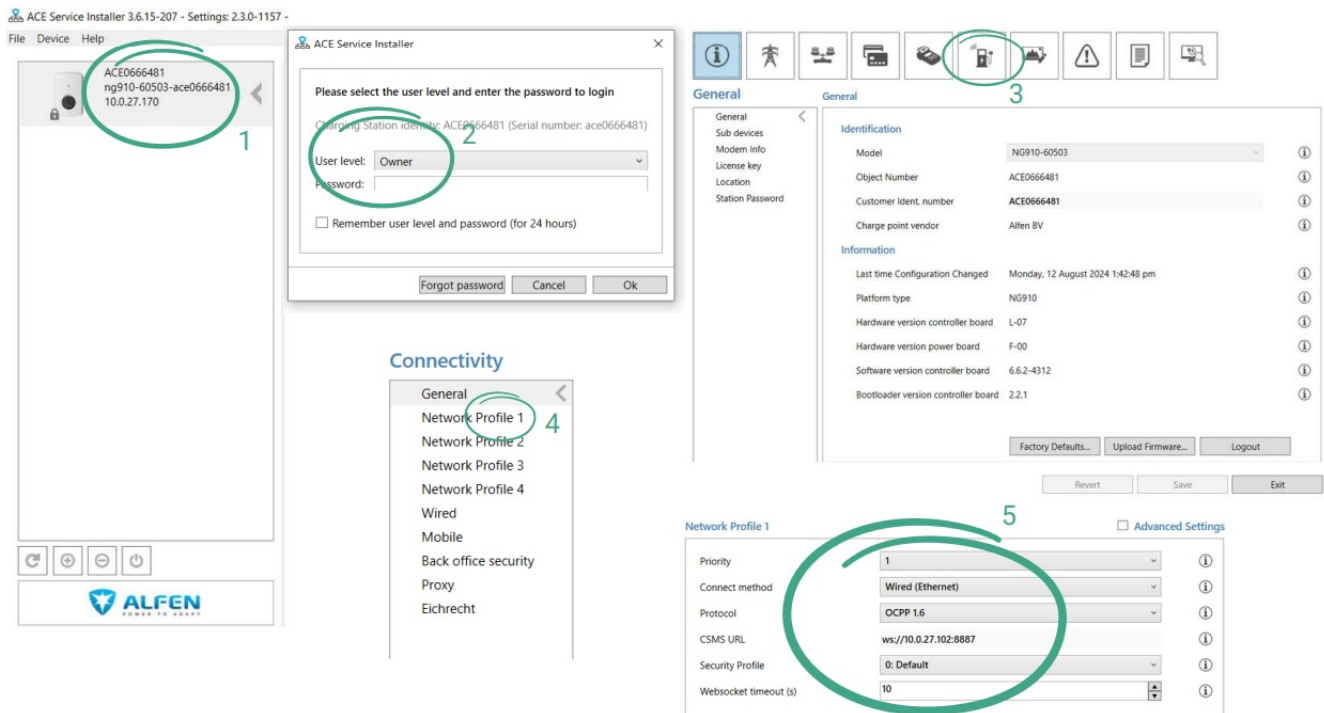 ACE Service Installer 3.6.15-207 - Settings: 2.3.0-1157 -
File Device Help
ACE0666481
ng910-60503-ace0666481
10.0.27.170
1
ALFEN
POWER TO ADAPT
ACE Service Installer
Please select the user level and enter the password to login
Charging Station identity: ACE0666481 (Serial number: ace0666481)
2
User level: Owner
Password:
Remember user level and password (for 24 hours)
Forgot password Cancel Ok
3
General
General
Sub devices
Modem Info
License key
Location
Station Password
General
Identification
Model NG910-60503
Object Number ACE0666481
Customer Ident. number ACE0666481
Charge point vendor Alfen BV
Information
Last time Configuration Changed Monday, 12 August 2024 1:42:48 pm
Platform type NG910
Hardware version controller board L-07
Hardware version power board F-00
Software version controller board 6.6.2-4312
Bootloader version controller board 2.2.1
Factory Defaults... Upload Firmware... Logout
Revert Save Exit
Connectivity
General
Network Profile 1
4
Network Profile 2
Network Profile 3
Network Profile 4
Wired
Mobile
Back office security
Proxy
Eichrecht
5
Network Profile 1 Advanced Settings
Priority 1
Connect method Wired (Ethernet)
Protocol OCPP 1.6
CSMS URL ws://10.0.27.102:8887
Security Profile 0: Default
Websocket timeout (s) 10